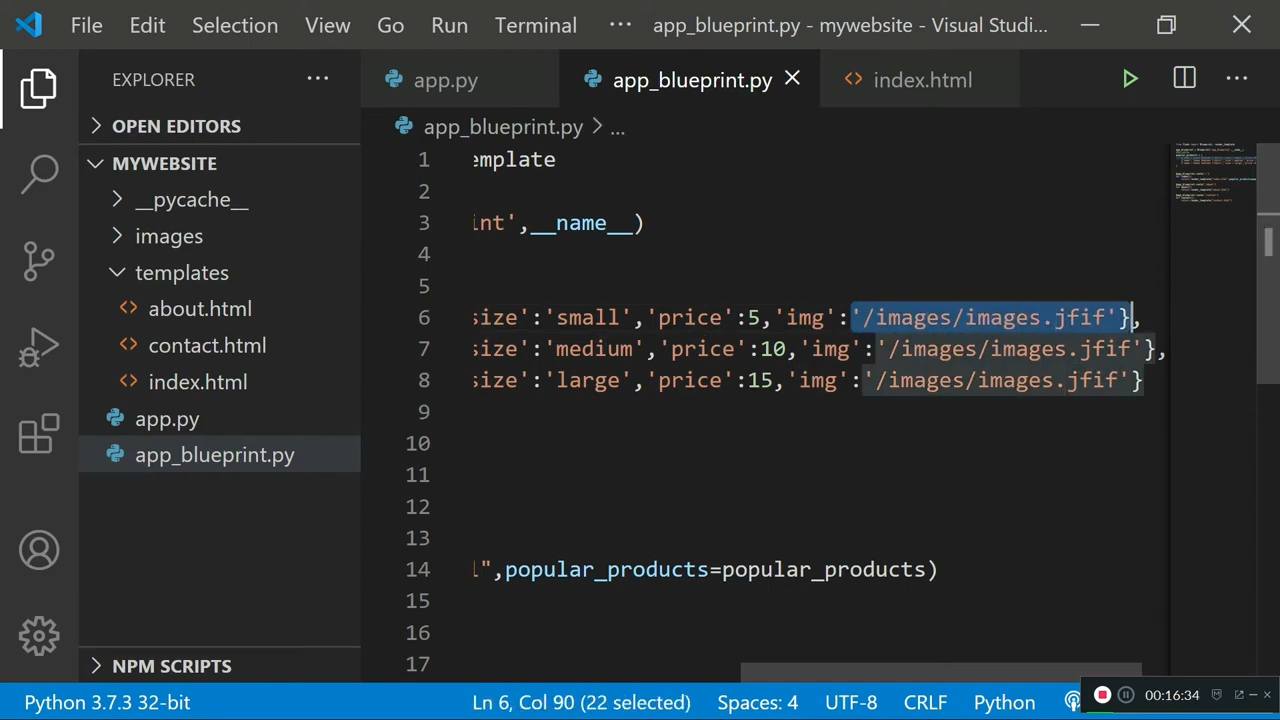 File Edit Selection View Go Run Terminal ··· app_blueprint.py - mywebsite - Visual Studi...
EXPLORER ···
app.py app_blueprint.py index.html ···
OPEN EDITORS
app_blueprint.py > ...
MYWEBSITE
__pycache__
images
templates
about.html
contact.html
index.html
app.py
app_blueprint.py
NPM SCRIPTS
1 emplate
2
3 int',__name__)
4
5
6 size':'small','price':5,'img':'/images/images.jfif'},
7 size':'medium','price':10,'img':'/images/images.jfif'},
8 size':'large','price':15,'img':'/images/images.jfif'}
9
10
11
12
13
14 l",popular_products=popular_products)
15
16
17
Python 3.7.3 32-bit Ln 6, Col 90 (22 selected) Spaces: 4 UTF-8 CRLF Python 00:16:34